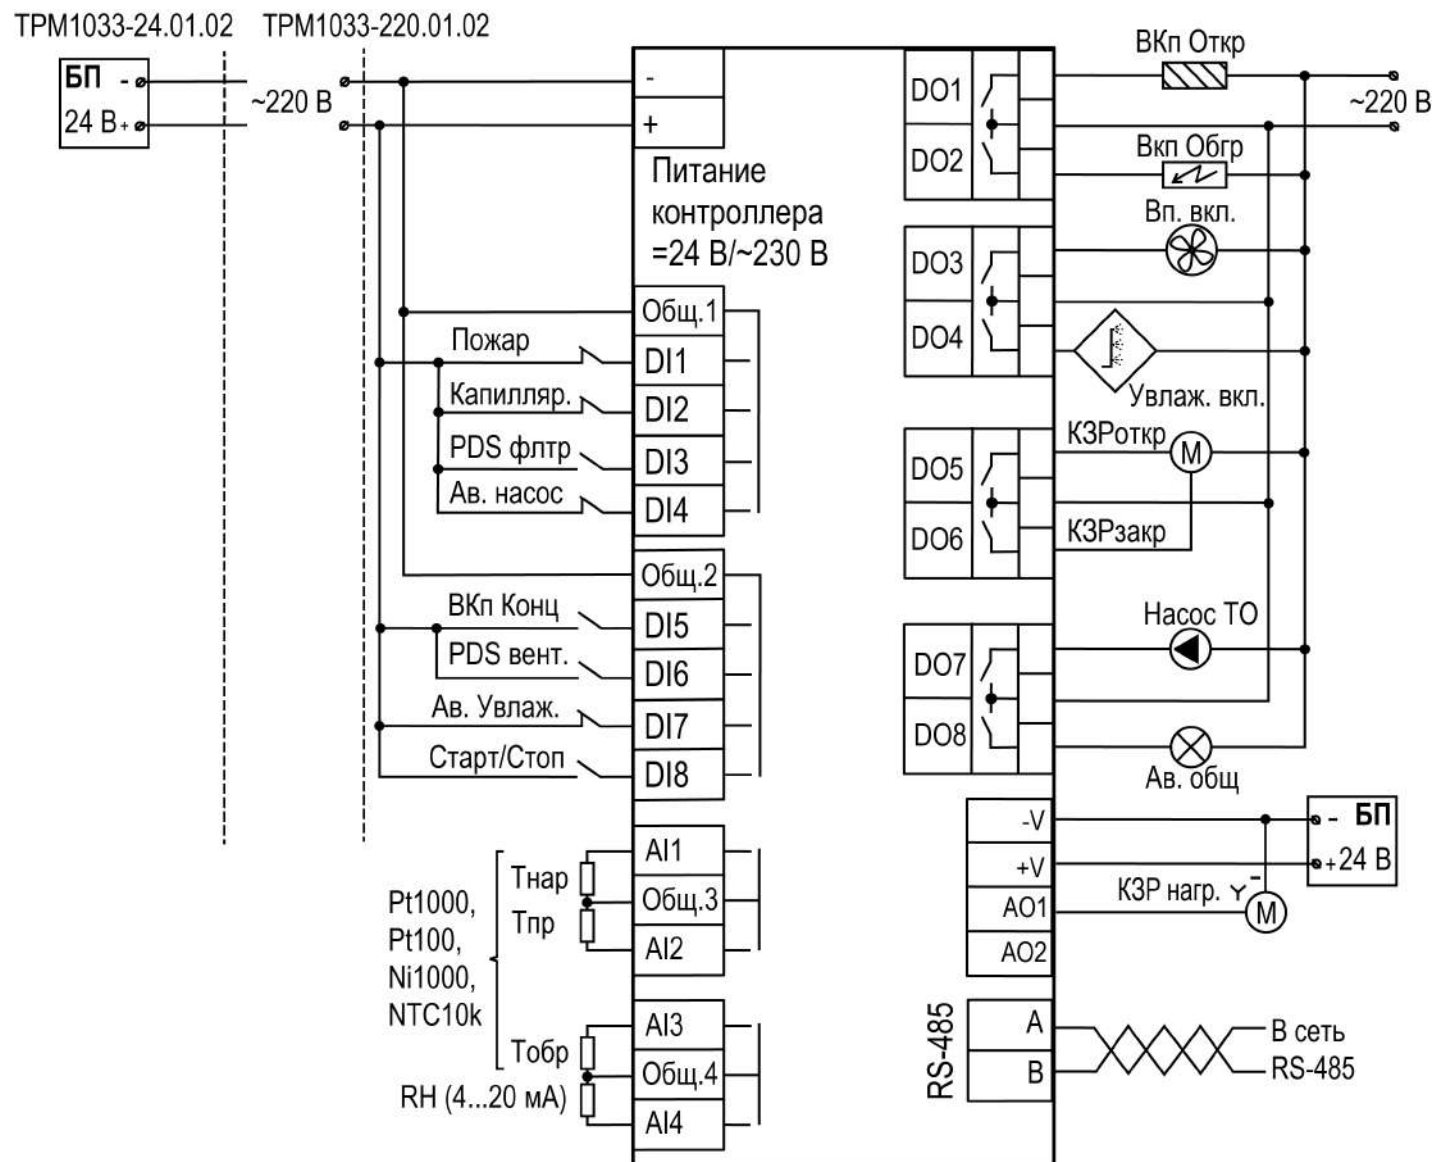 ТРМ1033-24.01.02
ТРМ1033-220.01.02
БП -
24 В +
~220 В
-
+
Питание
контроллера
=24 В/~230 В
Общ.1
Пожар
DI1
Капилляр.
DI2
PDS флтр
DI3
Ав. насос
DI4
Общ.2
ВКп Конц
DI5
PDS вент.
DI6
Ав. Увлаж.
DI7
Старт/Стоп
DI8
AI1
Тнар
Общ.3
Тпр
AI2
Pt1000,
Pt100,
Ni1000,
NTC10k
AI3
Тобр
Общ.4
RH (4...20 мА)
AI4
DO1
ВКп Откр
~220 В
DO2
Вкп Обгр
Вп. вкл.
DO3
DO4
Увлаж. вкл.
КЗРоткр
М
DO5
DO6
КЗРзакр
Насос ТО
DO7
DO8
Ав. общ
-V
- БП
+V
+ 24 В
КЗР нагр. Y -
AO1
М
AO2
RS-485
A
B
В сеть
RS-485